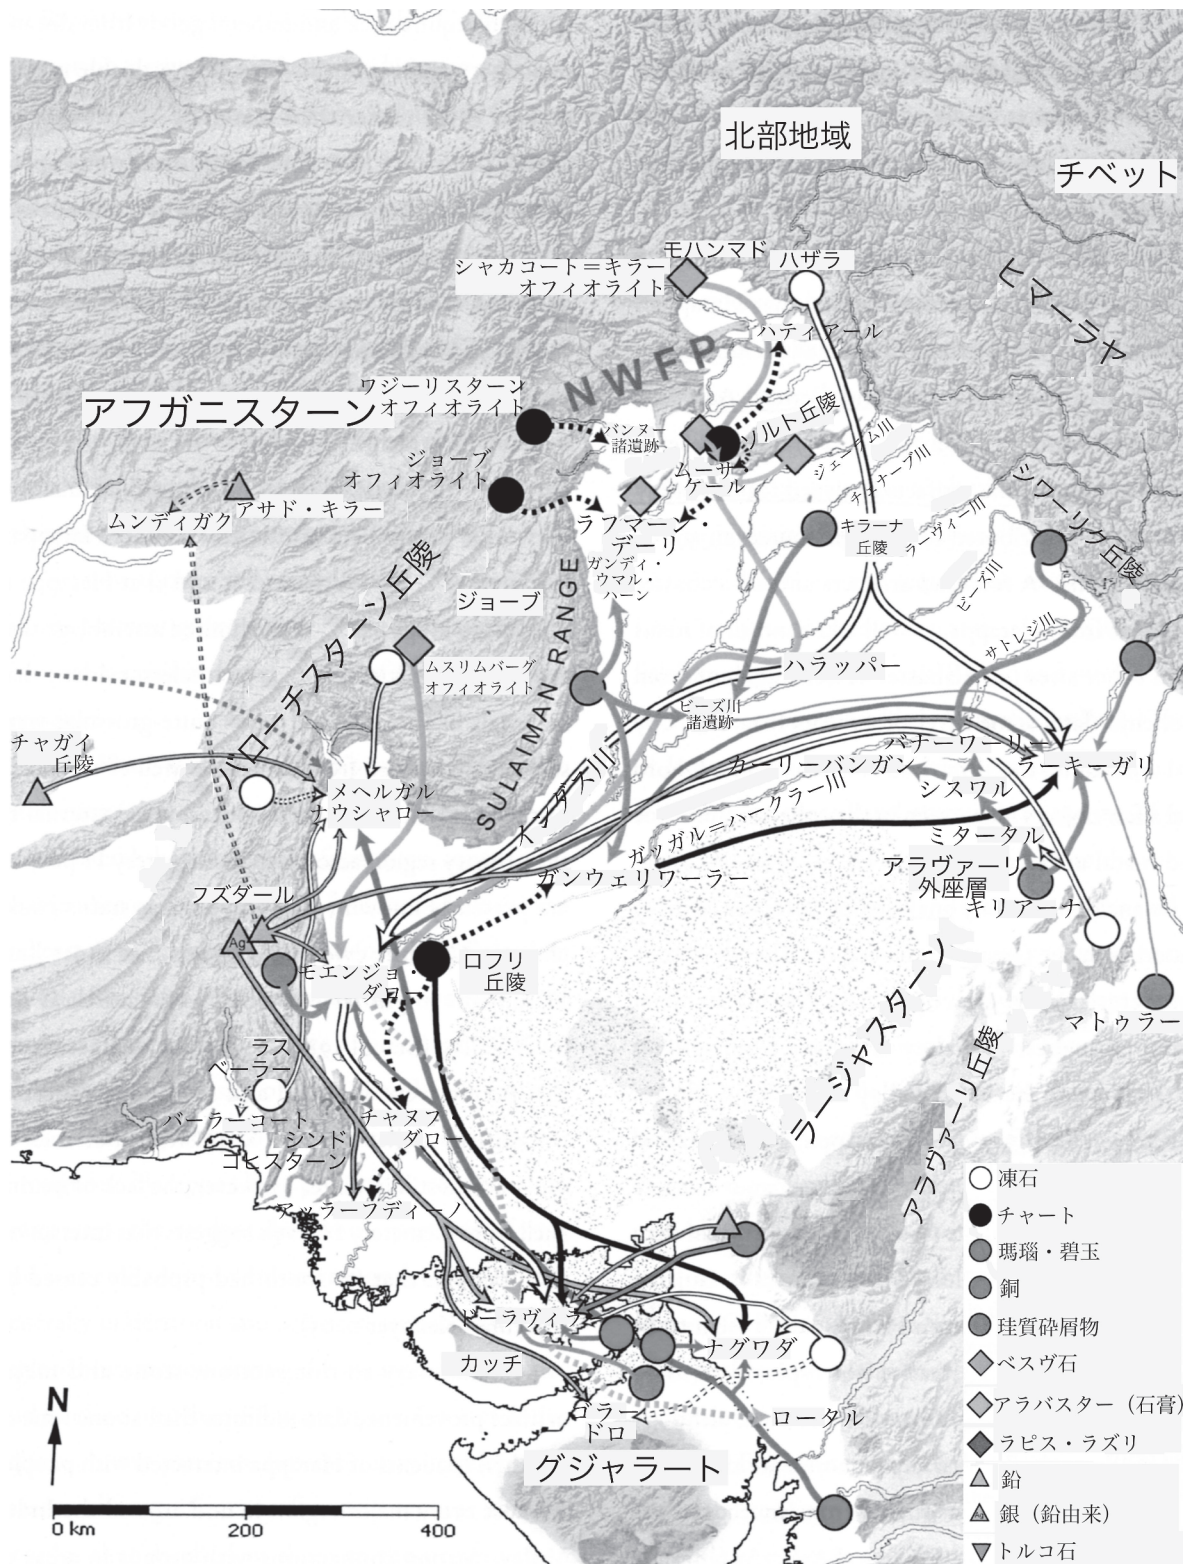 北部地域
チベット
モハンマド
シャカコート＝キラー
オフィオライト
ハザラ
ヒマーラヤ
ハティアール
NWFP
ワジーリスターン
オフィオライト
アフガニスターン
バンヌー
諸遺跡
ソルト丘陵
ジョーブ
オフィオライト
ムーサ・
ケール
ジェーラム川
チェナーブ川
シワーリク丘陵
アサド・キラー
ムンディガク
ラフマーン・
デーリ
キラーナ
丘陵
ラーヴィー川
ガンディ・
ウマル・
ハーン
ビーズ川
バローチスターン丘陵
ジョーブ
SULAIMAN RANGE
サトレジ川
ムスリムバーグ
オフィオライト
ハラッパー
ビーズ川
諸遺跡
チャガイ
丘陵
インダス川
バナーワーリー
カーリーバンガン
ラーキーガリ
メヘルガル
ナウシャロー
シスワル
ガッガル＝ハークラー川
ミタータル
アラヴァーリ
外座層
ガンウェリワーラー
フズダール
キリアーナ
Ag
モエンジョ・
ダロー
ロフリ
丘陵
ラージャスターン
マトゥラー
ラス
ベーラー
アラヴァーリ丘陵
バーラーコート
チャヌフ・
ダロー
シンド
コヒスターン
アッラーフディーノ
ドーラヴィラ
ナグワダ
カッチ
ゴラー
ドロ
ロータル
グジャラート
N
0 km
200
400
凍石
チャート
瑪瑙・碧玉
銅
珪質砕屑物
ベスヴ石
アラバスター（石膏）
ラピス・ラズリ
鉛
Ag
銀（鉛由来）
トルコ石